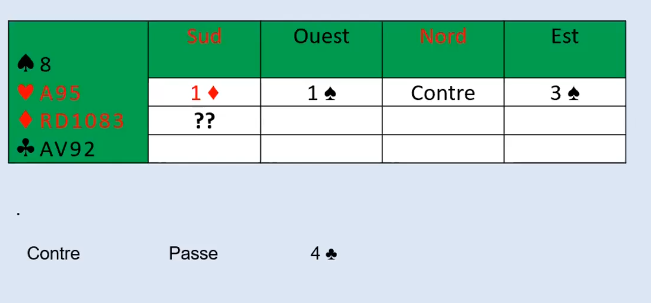 Sud Ouest Nord Est
♠ 8
♥ A95 1 ♦ 1 ♠ Contre 3 ♠
♦ RD1083 ??
♣ AV92
.
Contre Passe 4 ♣